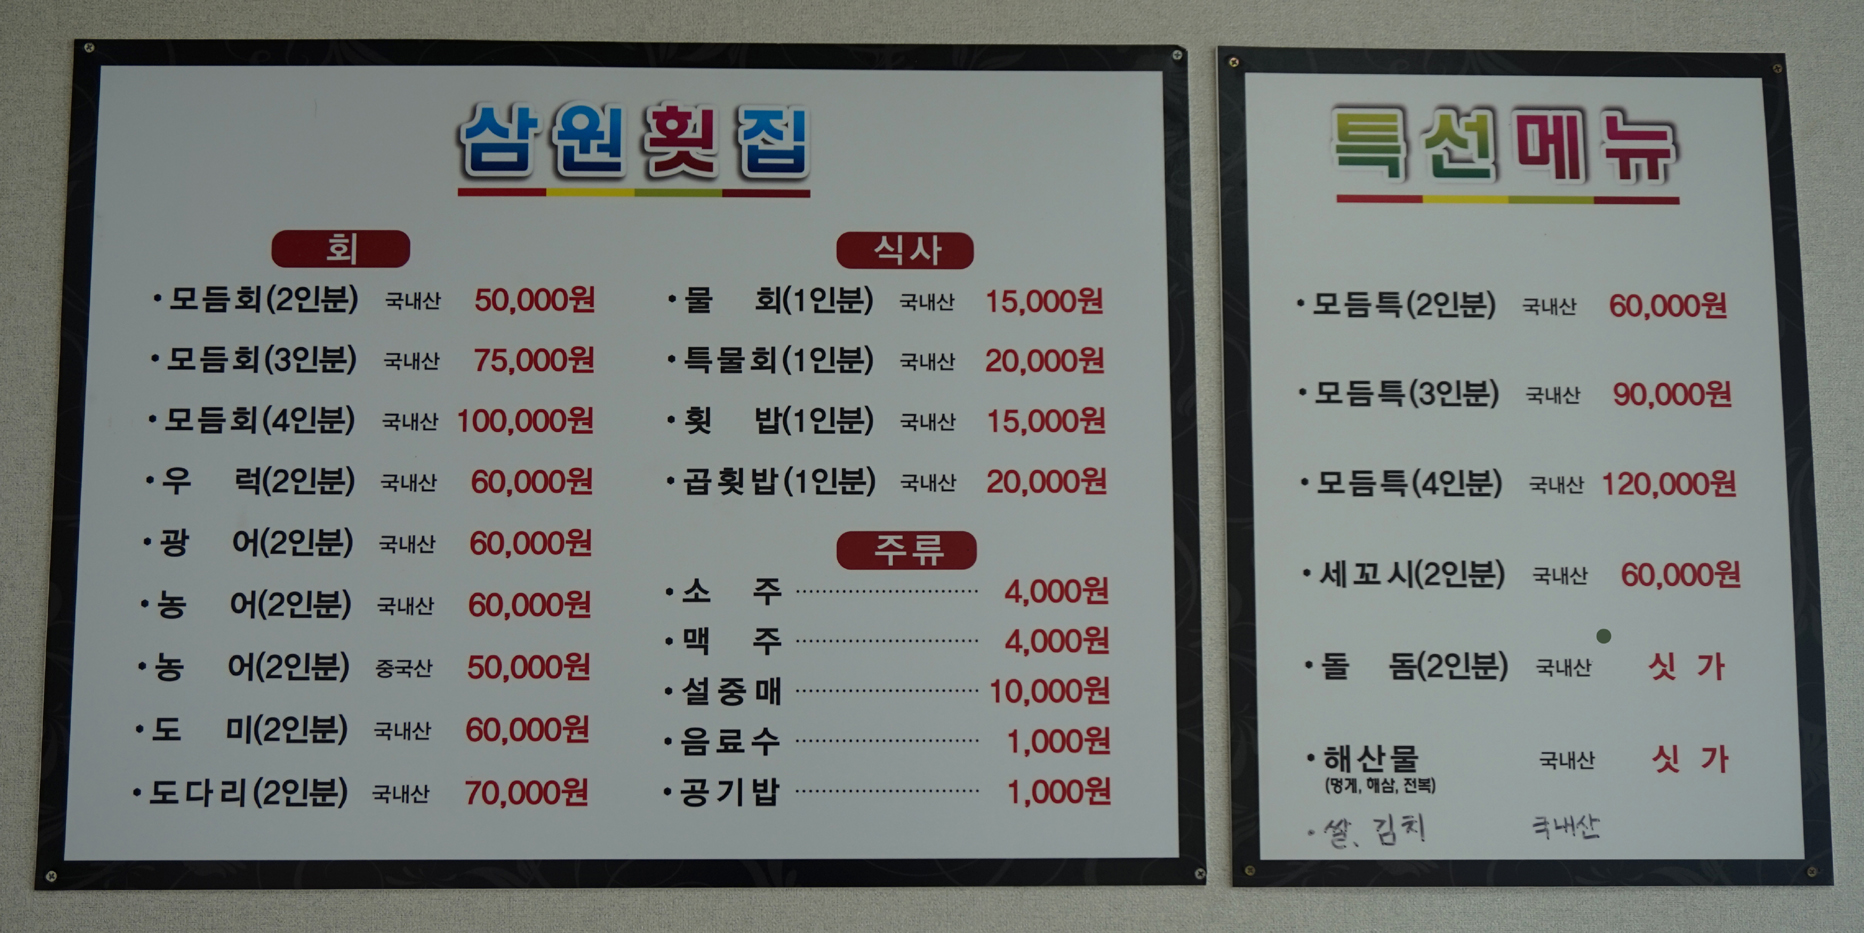 삼원횟집
회
• 모듬회(2인분) 국내산 50,000원
• 모듬회(3인분) 국내산 75,000원
• 모듬회(4인분) 국내산 100,000원
• 우 럭(2인분) 국내산 60,000원
• 광 어(2인분) 국내산 60,000원
• 농 어(2인분) 국내산 60,000원
• 농 어(2인분) 중국산 50,000원
• 도 미(2인분) 국내산 60,000원
• 도다리(2인분) 국내산 70,000원
식사
• 물 회(1인분) 국내산 15,000원
• 특물회(1인분) 국내산 20,000원
• 횟 밥(1인분) 국내산 15,000원
• 곱횟밥(1인분) 국내산 20,000원
주류
• 소 주 ························ 4,000원
• 맥 주 ························ 4,000원
• 설중매 ························ 10,000원
• 음료수 ························ 1,000원
• 공기밥 ························ 1,000원
특선메뉴
• 모듬특(2인분) 국내산 60,000원
• 모듬특(3인분) 국내산 90,000원
• 모듬특(4인분) 국내산 120,000원
• 세꼬시(2인분) 국내산 60,000원
• 돌 돔(2인분) 국내산 싯 가
• 해산물 국내산 싯 가
(멍게, 해삼, 전복)
• 쌀, 김치 국내산